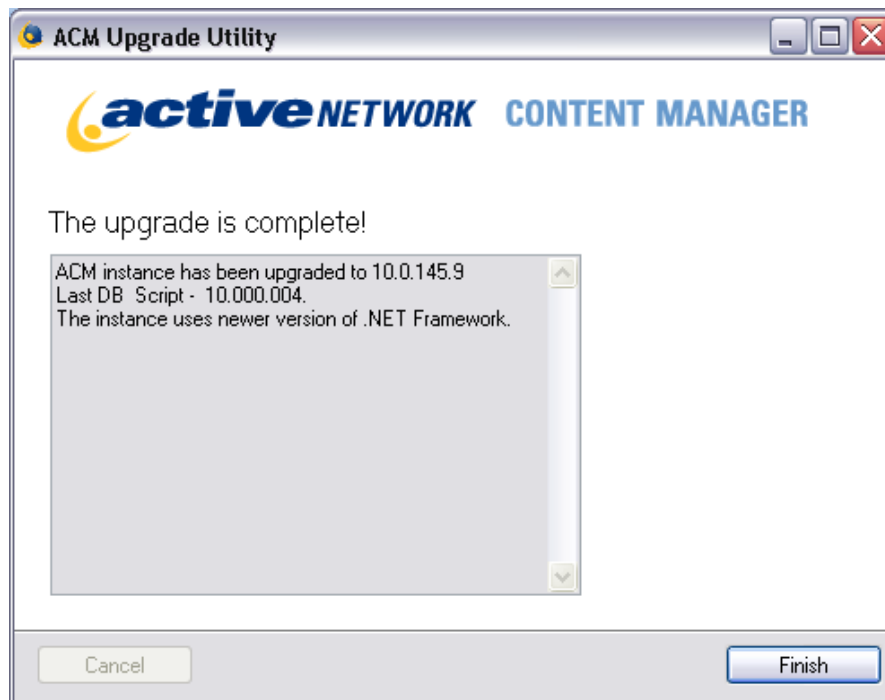 ACM Upgrade Utility
active NETWORK CONTENT MANAGER
The upgrade is complete!
ACM instance has been upgraded to 10.0.145.9
Last DB Script - 10.000.004.
The instance uses newer version of .NET Framework.
Cancel
Finish